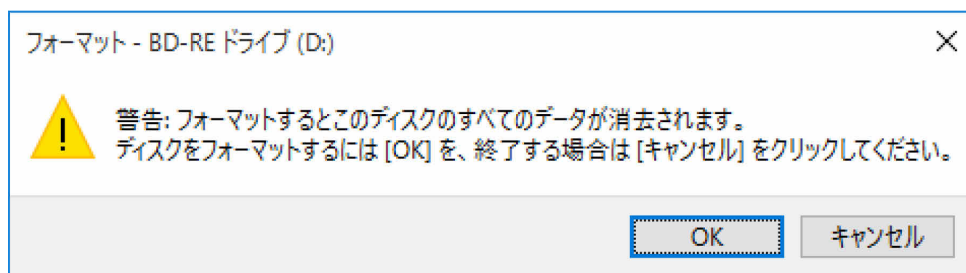 フォーマット - BD-RE ドライブ (D:)
警告: フォーマットするとこのディスクのすべてのデータが消去されます。
ディスクをフォーマットするには [OK] を、終了する場合は [キャンセル] をクリックしてください。
OK
キャンセル